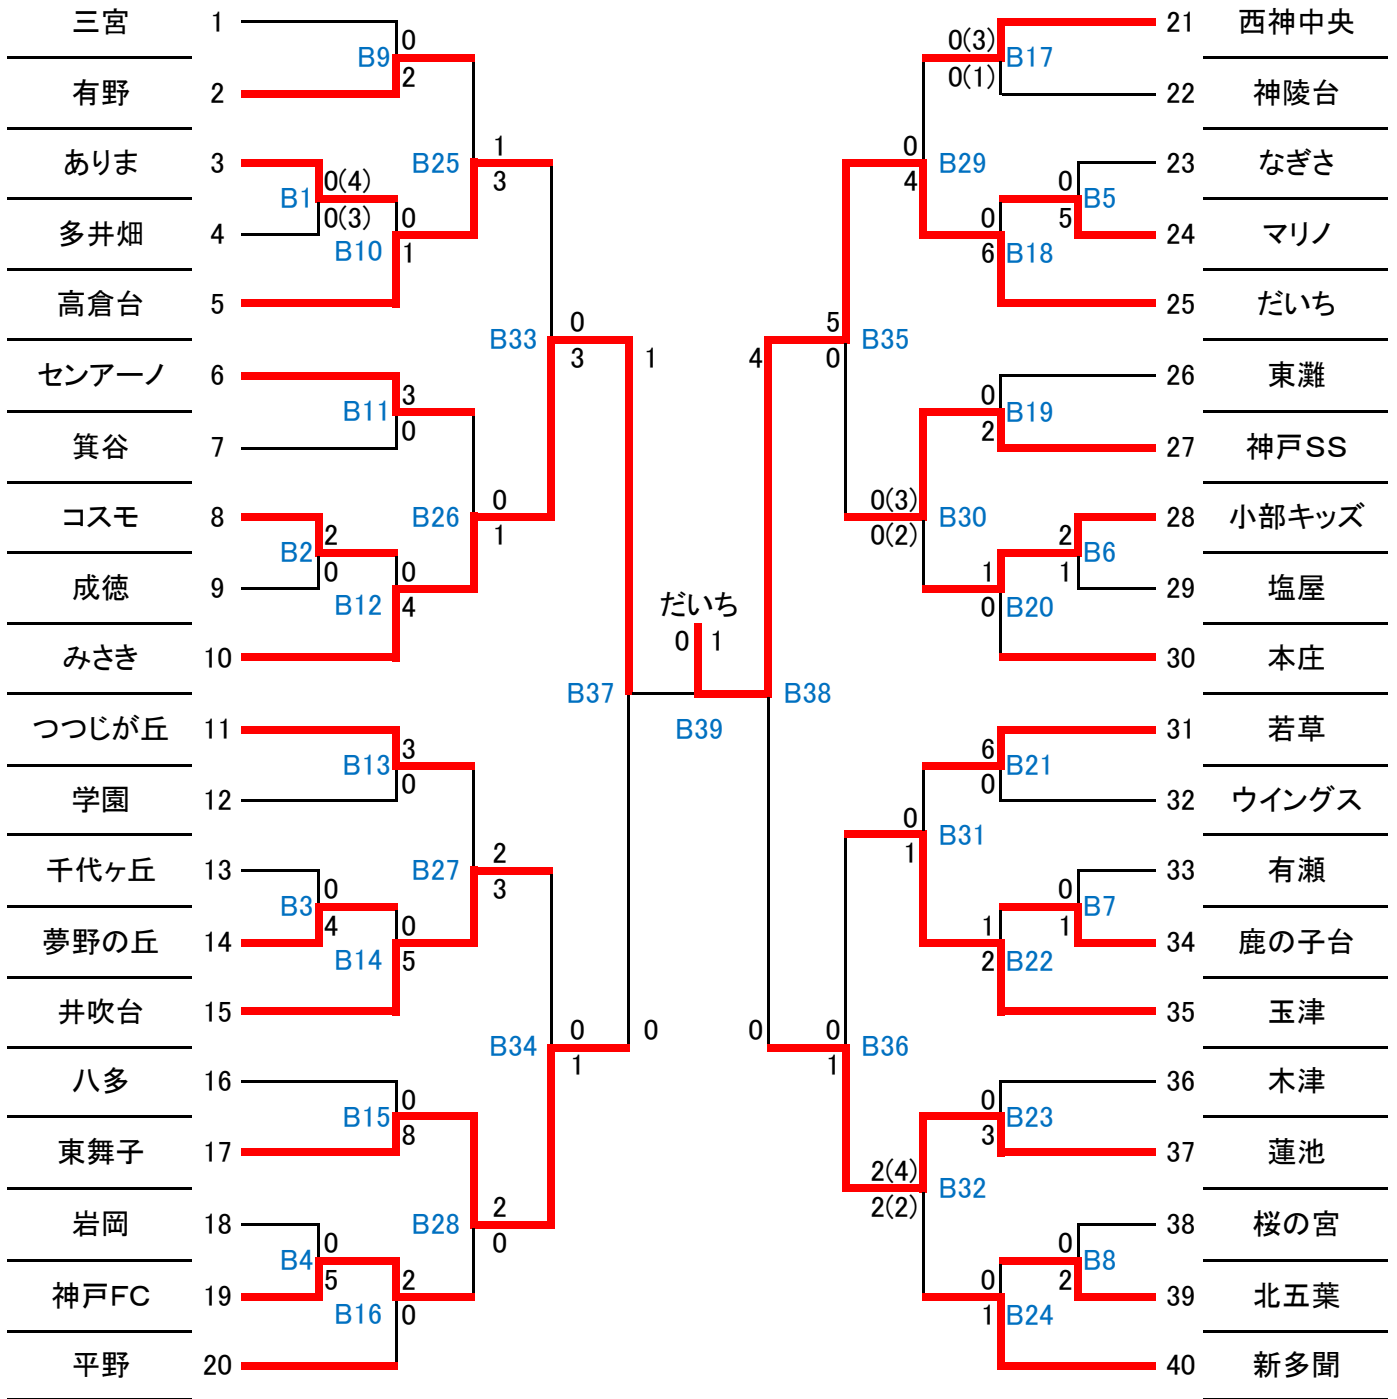 三宮 1
有野 2
ありま 3
多井畑 4
高倉台 5
センアーノ 6
箕谷 7
コスモ 8
成徳 9
みさき 10
つつじが丘 11
学園 12
千代ヶ丘 13
夢野の丘 14
井吹台 15
八多 16
東舞子 17
岩岡 18
神戸FC 19
平野 20
B1 0(4) 0(3)
B2 2 0
B3 0 4
B4 0 5
B9 0 2
B10 0 1
B11 3 0
B12 0 4
B13 3 0
B14 0 5
B15 0 8
B16 2 0
B25 1 3
B26 0 1
B27 2 3
B28 2 0
B33 0 3
B34 0 1
B37 1 0
だいち
0 1
B39
B38 4 0
B35 5 0
B36 0 1
B29 0 4
B30 0(3) 0(2)
B31 0 1
B32 2(4) 2(2)
B17 0(3) 0(1)
B18 0 6
B19 0 2
B20 1 0
B21 6 0
B22 1 2
B23 0 3
B24 0 1
B5 0 5
B6 2 1
B7 0 1
B8 0 2
21 西神中央
22 神陵台
23 なぎさ
24 マリノ
25 だいち
26 東灘
27 神戸SS
28 小部キッズ
29 塩屋
30 本庄
31 若草
32 ウイングス
33 有瀬
34 鹿の子台
35 玉津
36 木津
37 蓮池
38 桜の宮
39 北五葉
40 新多聞